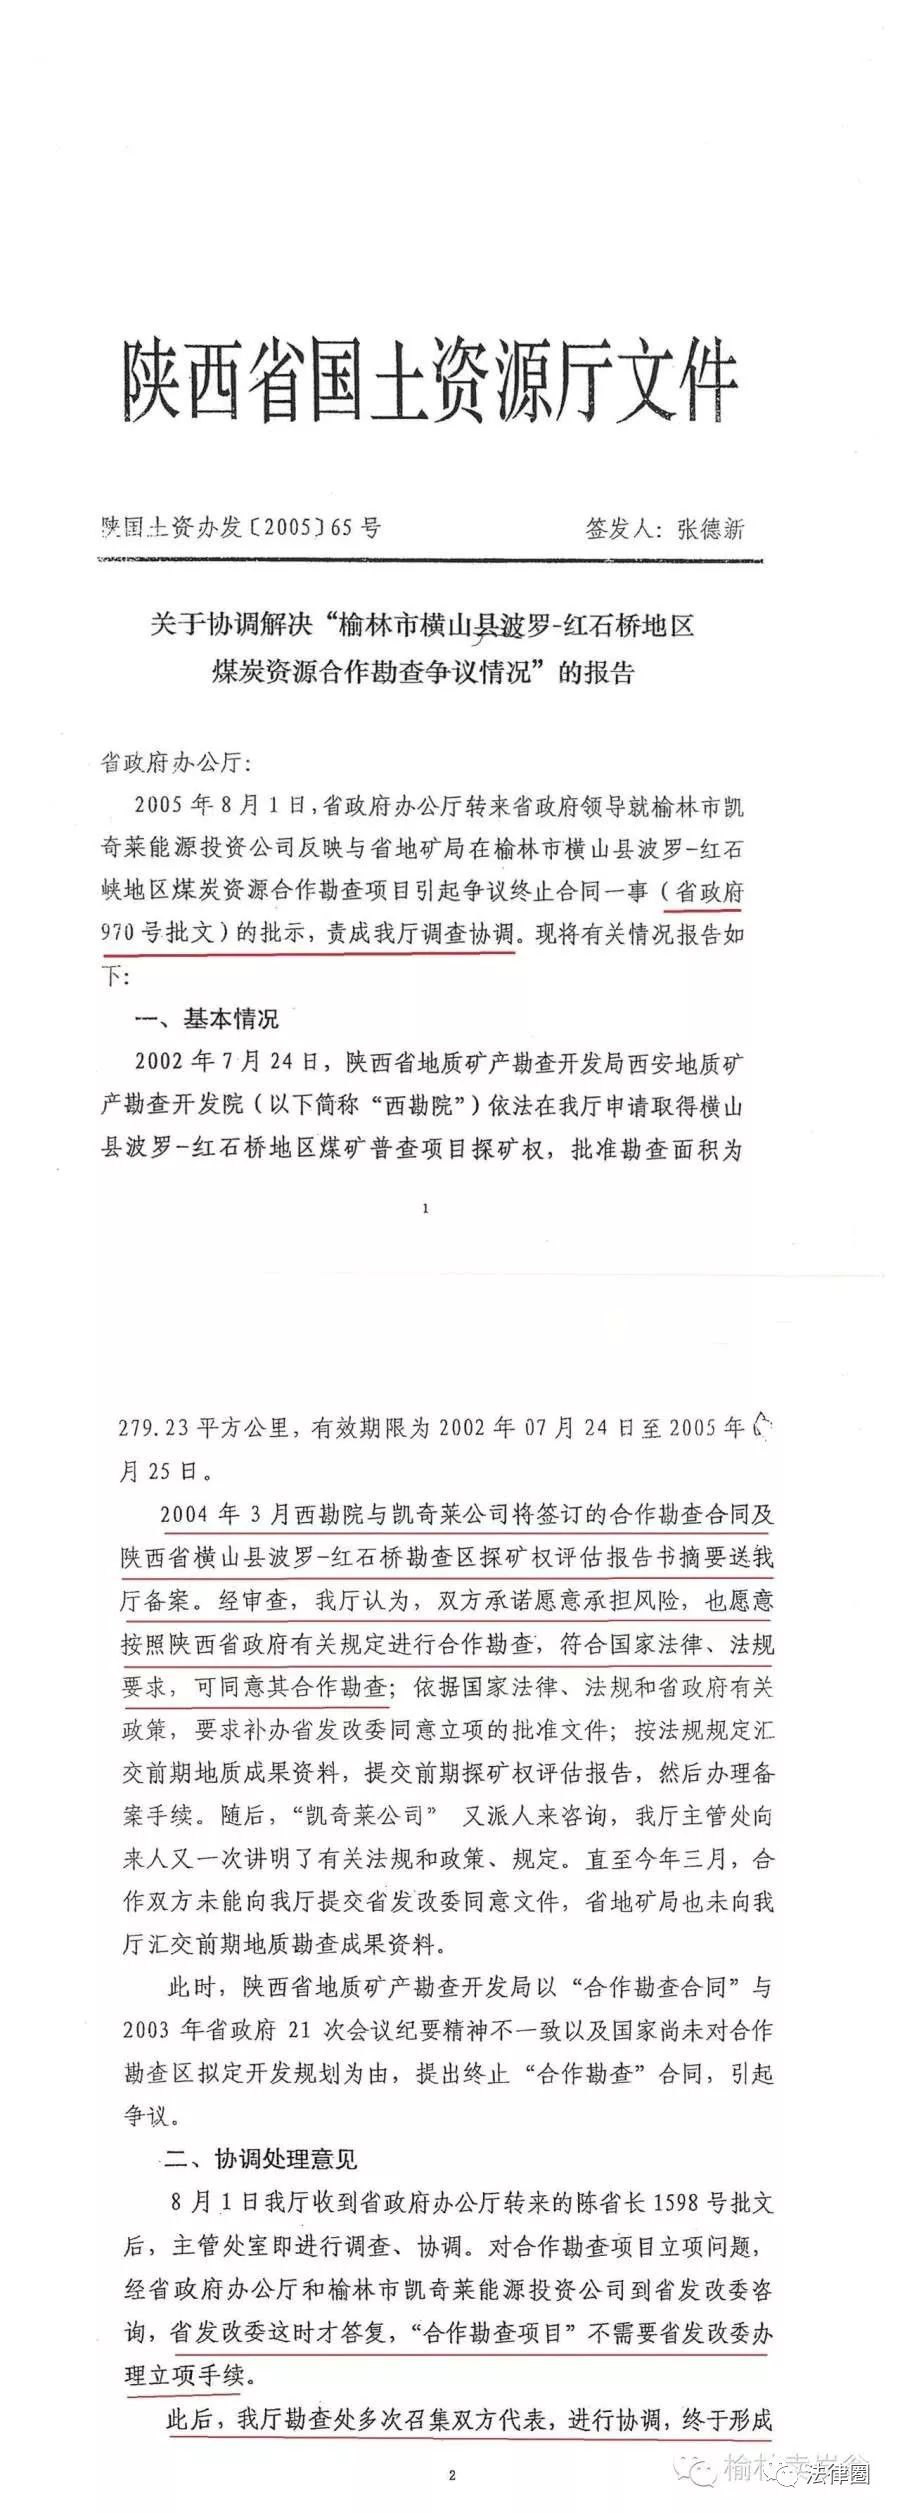 陕西省国土资源厅文件
陕国土资办发〔2005〕65 号 签发人：张德新
关于协调解决“榆林市横山县波罗-红石桥地区
煤炭资源合作勘查争议情况”的报告
省政府办公厅：
2005 年 8 月 1 日，省政府办公厅转来省政府领导就榆林市凯
奇莱能源投资公司反映与省地矿局在榆林市横山县波罗-红石
峡地区煤炭资源合作勘查项目引起争议终止合同一事（省政府
970 号批文）的批示，责成我厅调查协调。现将有关情况报告如
下：
一、基本情况
2002 年 7 月 24 日，陕西省地质矿产勘查开发局西安地质矿
产勘查开发院（以下简称“西勘院”）依法在我厅申请取得横山
县波罗-红石桥地区煤矿普查项目探矿权，批准勘查面积为
1
279.23 平方公里，有效期限为 2002 年 07 月 24 日至 2005 年
月 25 日。
2004 年 3 月西勘院与凯奇莱公司将签订的合作勘查合同及
陕西省横山县波罗-红石桥勘查区探矿权评估报告书摘要送我
厅备案。经审查，我厅认为，双方承诺愿意承担风险，也愿意
按照陕西省政府有关规定进行合作勘查，符合国家法律、法规
要求，可同意其合作勘查；依据国家法律、法规和省政府有关
政策，要求补办省发改委同意立项的批准文件；按法规规定汇
交前期地质成果资料，提交前期探矿权评估报告，然后办理备
案手续。随后，“凯奇莱公司” 又派人来咨询，我厅主管处向
来人又一次讲明了有关法规和政策、规定。直至今年三月，合
作双方未能向我厅提交省发改委同意文件，省地矿局也未向我
厅汇交前期地质勘查成果资料。
此时，陕西省地质矿产勘查开发局以“合作勘查合同”与
2003 年省政府 21 次会议纪要精神不一致以及国家尚未对合作
勘查区拟定开发规划为由，提出终止“合作勘查”合同，引起
争议。
二、协调处理意见
8 月 1 日我厅收到省政府办公厅转来的陈省长 1598 号批文
后，主管处室即进行调查、协调。对合作勘查项目立项问题，
经省政府办公厅和榆林市凯奇莱能源投资公司到省发改委咨
询，省发改委这时才答复，“合作勘查项目”不需要省发改委办
理立项手续。
此后，我厅勘查处多次召集双方代表，进行协调，终于形成
2
法律圈